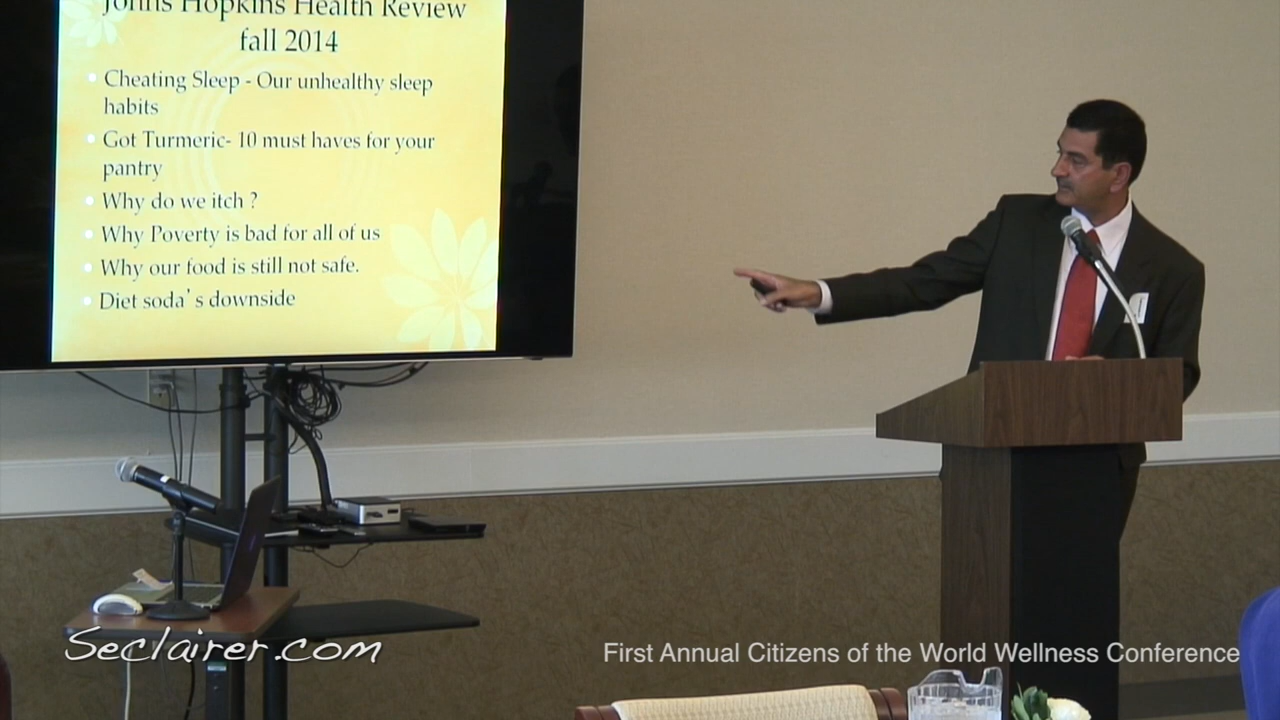 Johns Hopkins Health Review
fall 2014
• Cheating Sleep - Our unhealthy sleep
habits
• Got Turmeric- 10 must haves for your
pantry
• Why do we itch ?
• Why Poverty is bad for all of us
• Why our food is still not safe.
• Diet soda's downside
Seclairer.com
First Annual Citizens of the World Wellness Conference